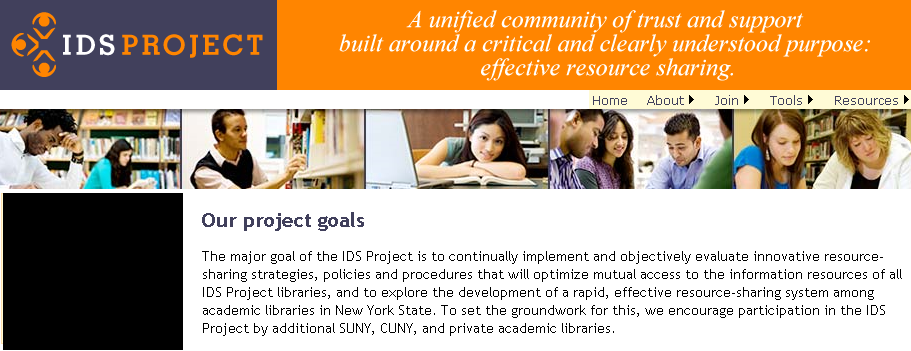 IDS PROJECT
A unified community of trust and support
built around a critical and clearly understood purpose:
effective resource sharing.
Home About Join Tools Resources
Our project goals
The major goal of the IDS Project is to continually implement and objectively evaluate innovative resource-
sharing strategies, policies and procedures that will optimize mutual access to the information resources of all
IDS Project libraries, and to explore the development of a rapid, effective resource-sharing system among
academic libraries in New York State. To set the groundwork for this, we encourage participation in the IDS
Project by additional SUNY, CUNY, and private academic libraries.